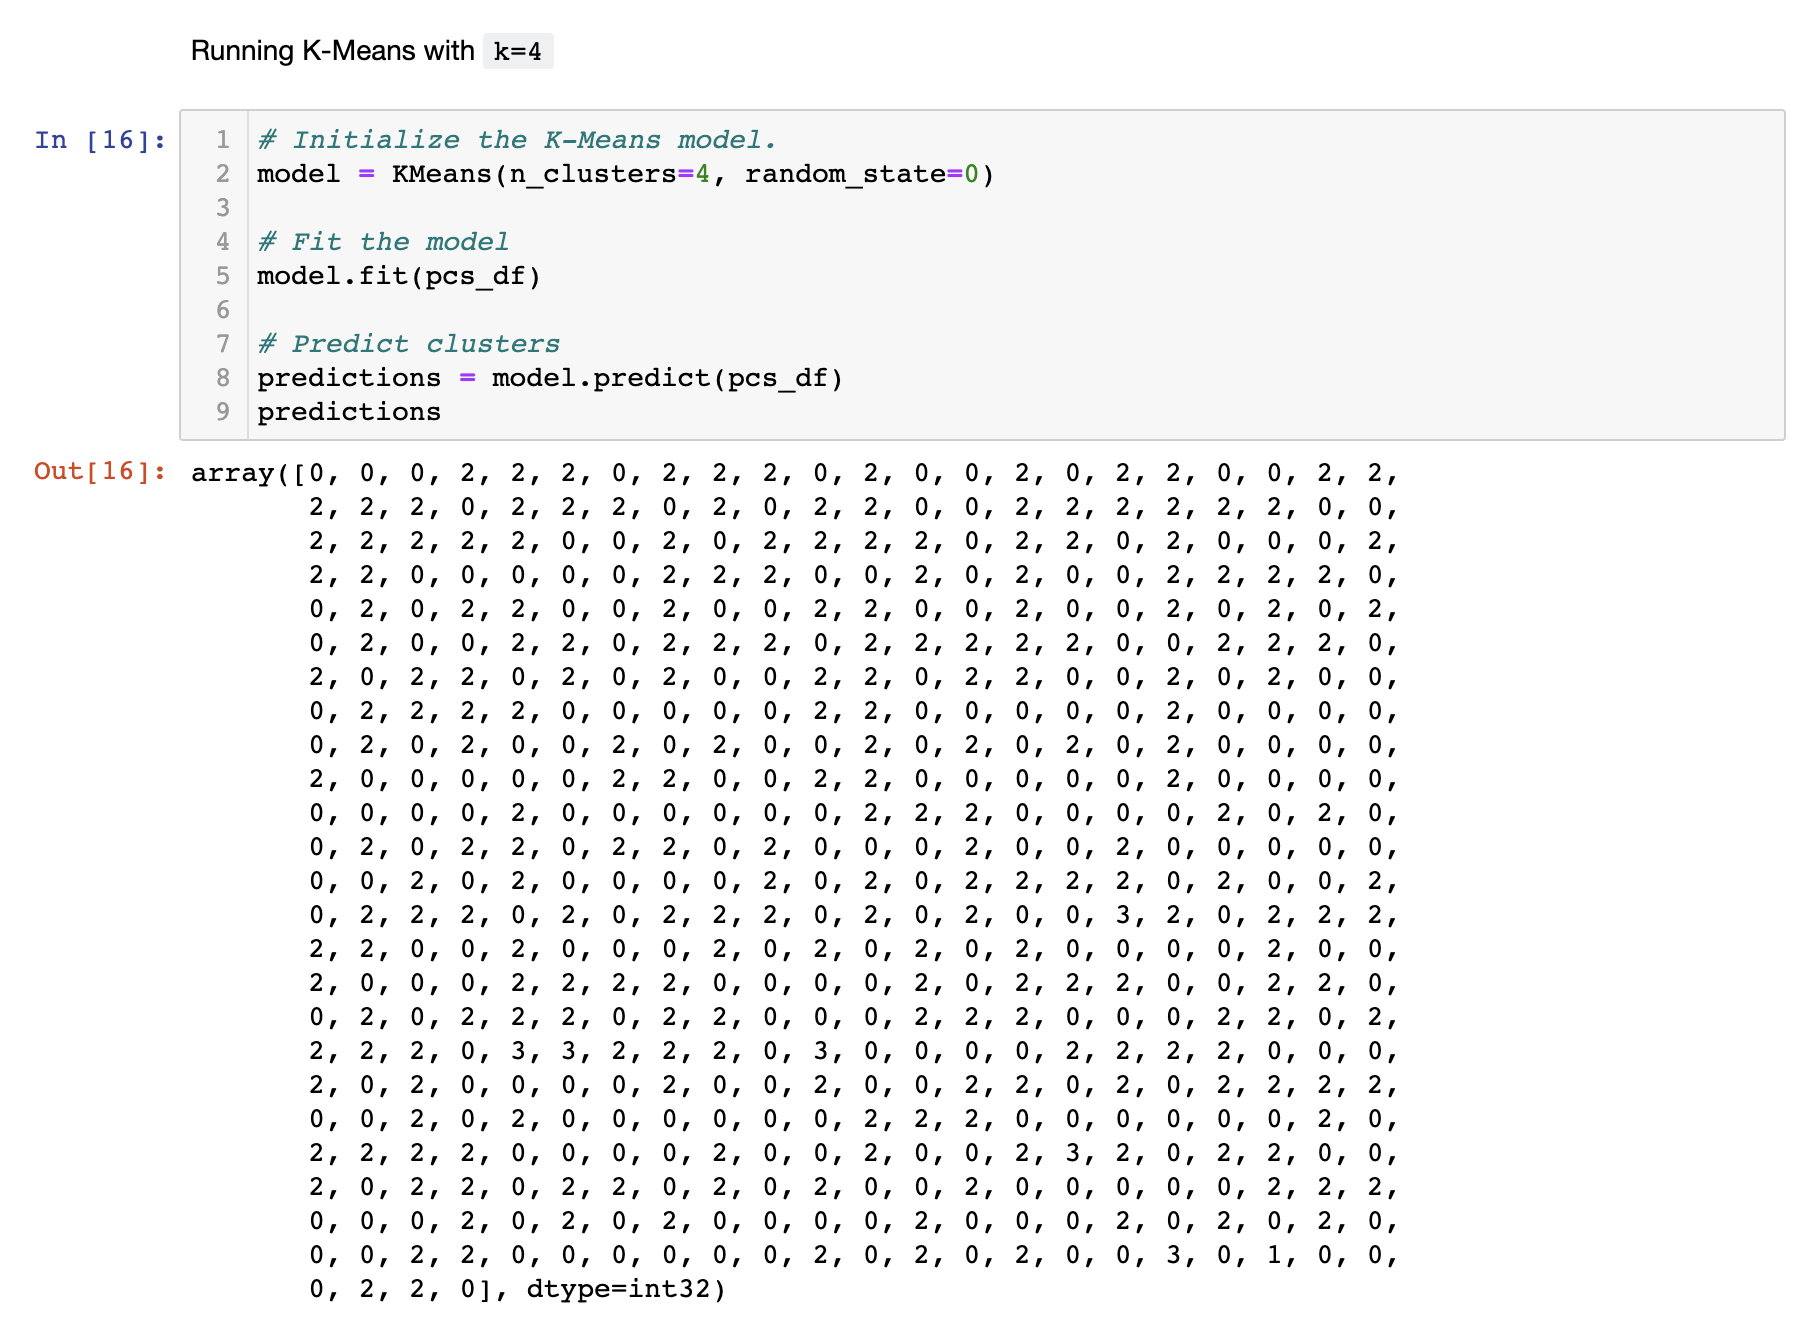 Running K-Means with k=4
In [16]:
1 # Initialize the K-Means model.
2 model = KMeans(n_clusters=4, random_state=0)
3
4 # Fit the model
5 model.fit(pcs_df)
6
7 # Predict clusters
8 predictions = model.predict(pcs_df)
9 predictions
Out[16]: array([0, 0, 0, 2, 2, 2, 0, 2, 2, 2, 0, 2, 0, 0, 2, 0, 2, 2, 0, 0, 2, 2,
2, 2, 2, 0, 2, 2, 2, 0, 2, 0, 2, 2, 0, 0, 2, 2, 2, 2, 2, 2, 0, 0,
2, 2, 2, 2, 2, 0, 0, 2, 0, 2, 2, 2, 2, 0, 2, 2, 0, 2, 0, 0, 0, 2,
2, 2, 0, 0, 0, 0, 0, 2, 2, 2, 0, 0, 2, 0, 2, 0, 0, 2, 2, 2, 2, 0,
0, 2, 0, 2, 2, 0, 0, 2, 0, 0, 2, 2, 0, 0, 2, 0, 0, 2, 0, 2, 0, 2,
0, 2, 0, 0, 2, 2, 0, 2, 2, 2, 0, 2, 2, 2, 2, 2, 0, 0, 2, 2, 2, 0,
2, 0, 2, 2, 0, 2, 0, 2, 0, 0, 2, 2, 0, 2, 2, 0, 0, 2, 0, 2, 0, 0,
0, 2, 2, 2, 2, 0, 0, 0, 0, 0, 2, 2, 0, 0, 0, 0, 0, 2, 0, 0, 0, 0,
0, 2, 0, 2, 0, 0, 2, 0, 2, 0, 0, 2, 0, 2, 0, 2, 0, 2, 0, 0, 0, 0,
2, 0, 0, 0, 0, 0, 2, 2, 0, 0, 2, 2, 0, 0, 0, 0, 0, 2, 0, 0, 0, 0,
0, 0, 0, 0, 2, 0, 0, 0, 0, 0, 0, 2, 2, 2, 0, 0, 0, 0, 2, 0, 2, 0,
0, 2, 0, 2, 2, 0, 2, 2, 0, 2, 0, 0, 0, 2, 0, 0, 2, 0, 0, 0, 0, 0,
0, 0, 2, 0, 2, 0, 0, 0, 0, 2, 0, 2, 0, 2, 2, 2, 2, 0, 2, 0, 0, 2,
0, 2, 2, 2, 0, 2, 0, 2, 2, 2, 0, 2, 0, 2, 0, 0, 3, 2, 0, 2, 2, 2,
2, 2, 0, 0, 2, 0, 0, 0, 2, 0, 2, 0, 2, 0, 2, 0, 0, 0, 0, 2, 0, 0,
2, 0, 0, 0, 2, 2, 2, 2, 0, 0, 0, 0, 2, 0, 2, 2, 2, 0, 0, 2, 2, 0,
0, 2, 0, 2, 2, 2, 0, 2, 2, 0, 0, 0, 2, 2, 2, 0, 0, 0, 2, 2, 0, 2,
2, 2, 2, 0, 3, 3, 2, 2, 2, 0, 3, 0, 0, 0, 0, 2, 2, 2, 2, 0, 0, 0,
2, 0, 2, 0, 0, 0, 0, 2, 0, 0, 2, 0, 0, 2, 2, 0, 2, 0, 2, 2, 2, 2,
0, 0, 2, 0, 2, 0, 0, 0, 0, 0, 0, 2, 2, 2, 0, 0, 0, 0, 0, 0, 2, 0,
2, 2, 2, 2, 0, 0, 0, 0, 2, 0, 0, 2, 0, 0, 2, 3, 2, 0, 2, 2, 0, 0,
2, 0, 2, 2, 0, 2, 2, 0, 2, 0, 2, 0, 0, 2, 0, 0, 0, 0, 0, 2, 2, 2,
0, 0, 0, 2, 0, 2, 0, 2, 0, 0, 0, 0, 2, 0, 0, 0, 2, 0, 2, 0, 2, 0,
0, 0, 2, 2, 0, 0, 0, 0, 0, 0, 2, 0, 2, 0, 2, 0, 0, 3, 0, 1, 0, 0,
0, 2, 2, 0], dtype=int32)